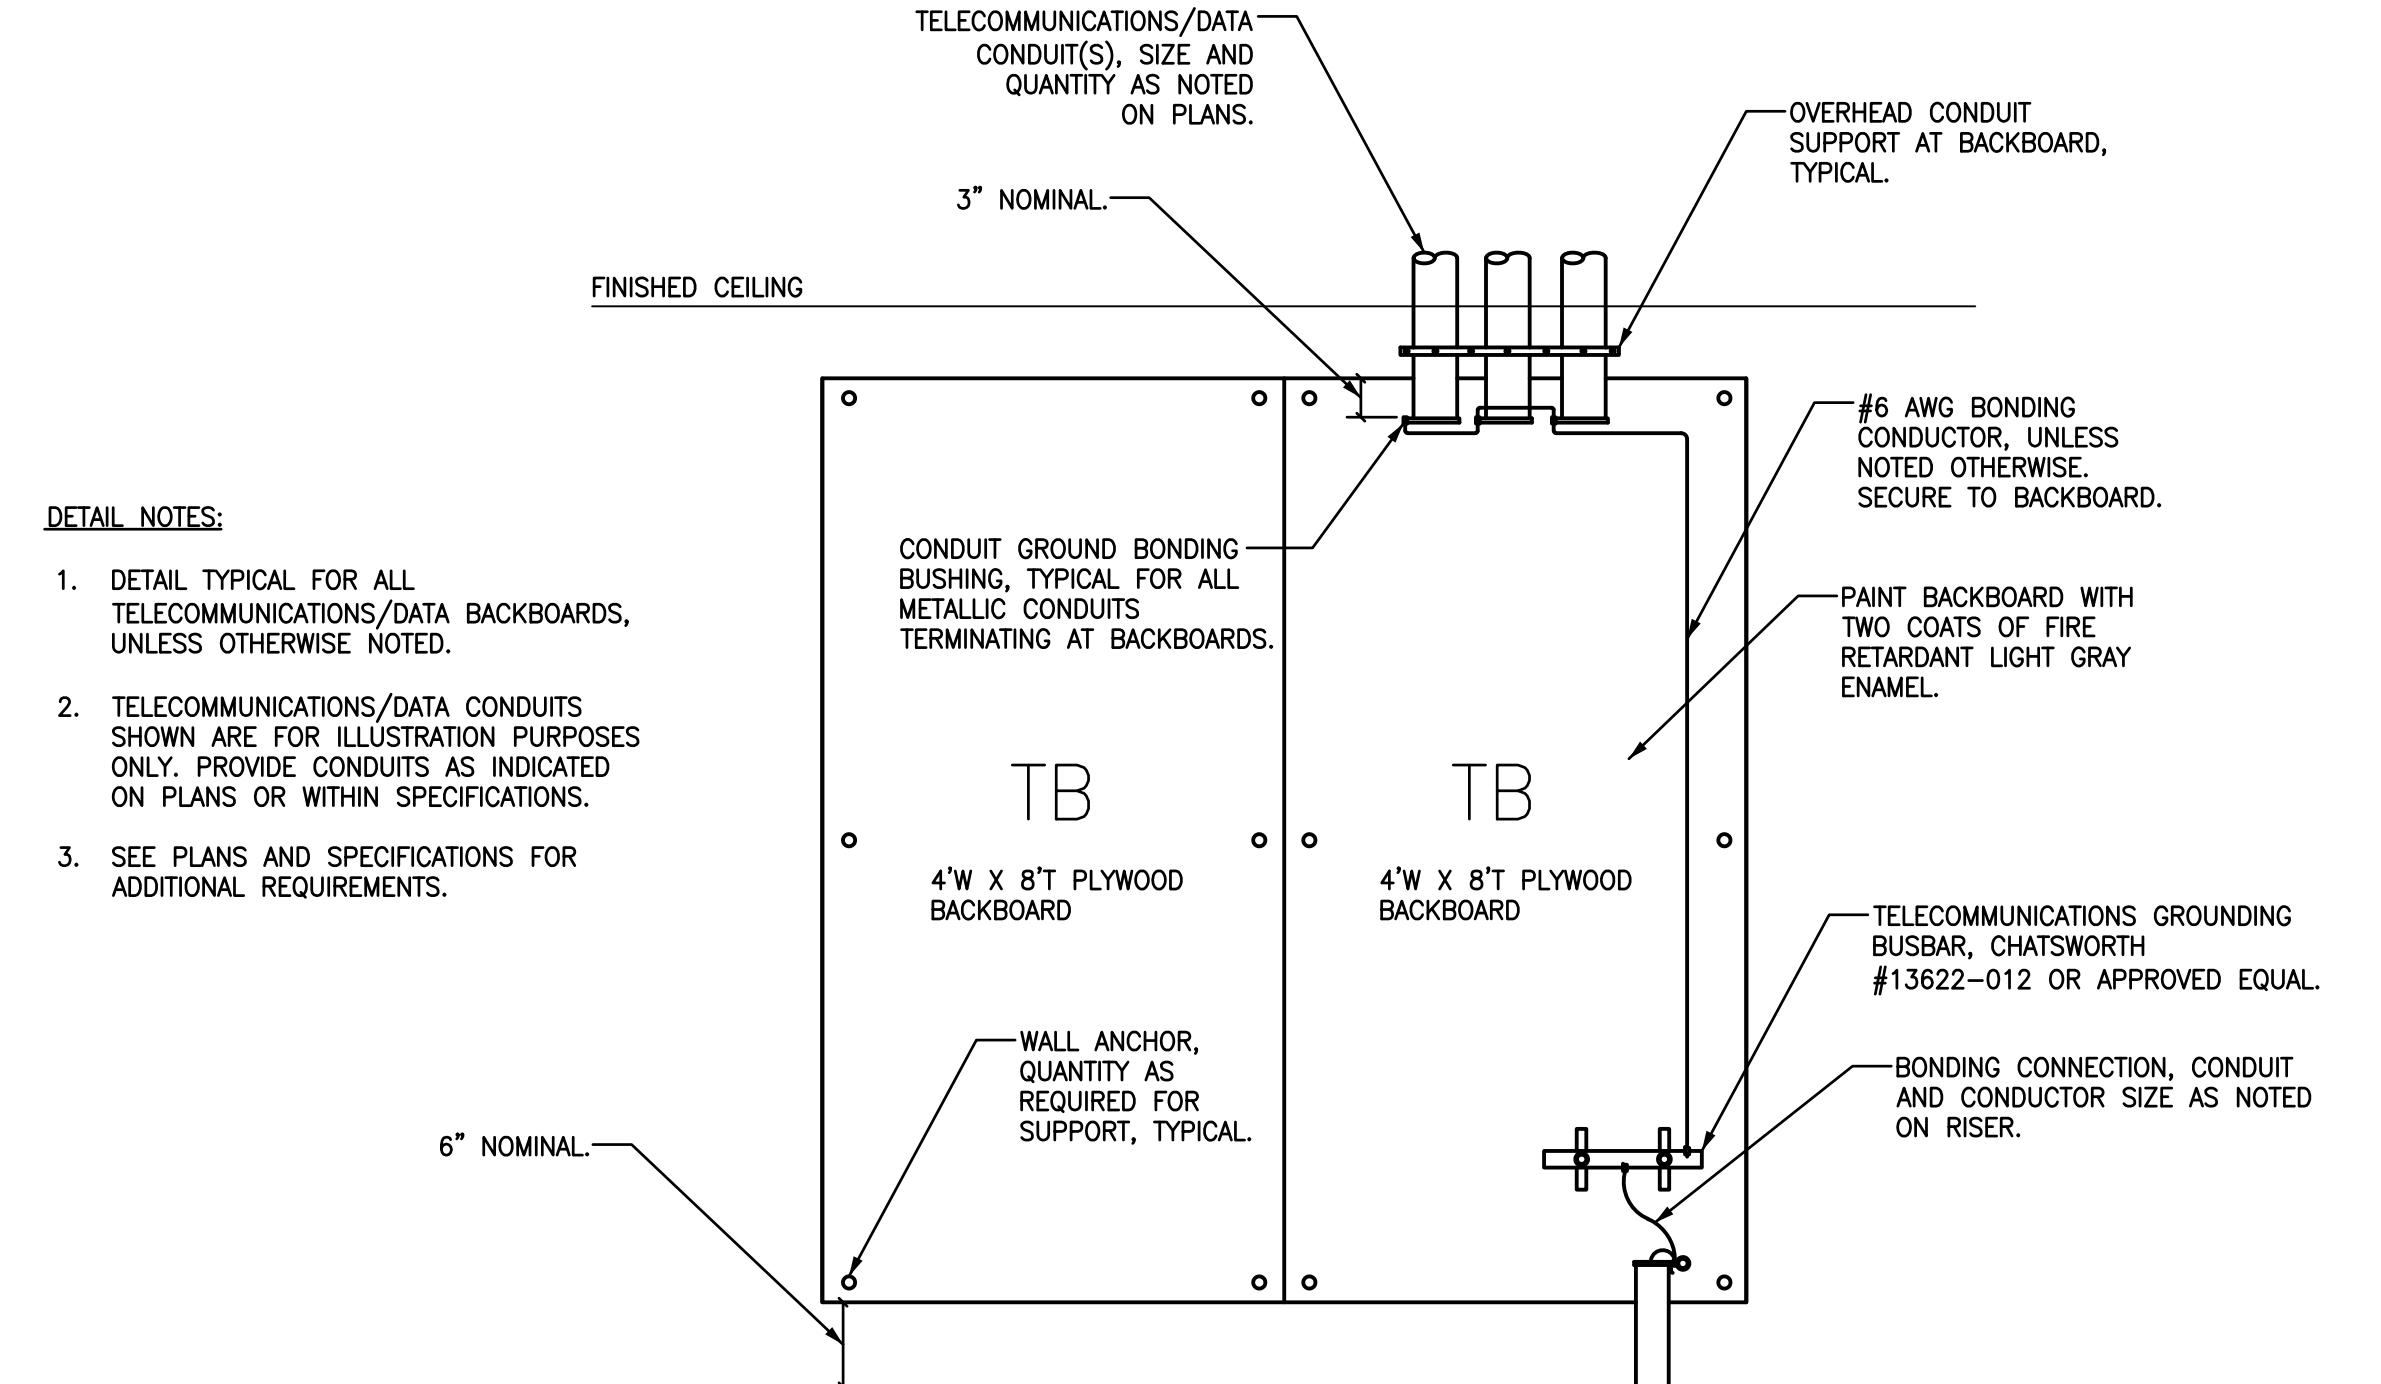 TELECOMMUNICATIONS/DATA
CONDUIT(S), SIZE AND
QUANTITY AS NOTED
ON PLANS.
OVERHEAD CONDUIT
SUPPORT AT BACKBOARD,
TYPICAL.
3" NOMINAL.
FINISHED CEILING
#6 AWG BONDING
CONDUCTOR, UNLESS
NOTED OTHERWISE.
SECURE TO BACKBOARD.
DETAIL NOTES:
1. DETAIL TYPICAL FOR ALL
TELECOMMUNICATIONS/DATA BACKBOARDS,
UNLESS OTHERWISE NOTED.
2. TELECOMMUNICATIONS/DATA CONDUITS
SHOWN ARE FOR ILLUSTRATION PURPOSES
ONLY. PROVIDE CONDUITS AS INDICATED
ON PLANS OR WITHIN SPECIFICATIONS.
3. SEE PLANS AND SPECIFICATIONS FOR
ADDITIONAL REQUIREMENTS.
CONDUIT GROUND BONDING
BUSHING, TYPICAL FOR ALL
METALLIC CONDUITS
TERMINATING AT BACKBOARDS.
PAINT BACKBOARD WITH
TWO COATS OF FIRE
RETARDANT LIGHT GRAY
ENAMEL.
TB
4'W X 8'T PLYWOOD
BACKBOARD
TB
4'W X 8'T PLYWOOD
BACKBOARD
TELECOMMUNICATIONS GROUNDING
BUSBAR, CHATSWORTH
#13622-012 OR APPROVED EQUAL.
WALL ANCHOR,
QUANTITY AS
REQUIRED FOR
SUPPORT, TYPICAL.
BONDING CONNECTION, CONDUIT
AND CONDUCTOR SIZE AS NOTED
ON RISER.
6" NOMINAL.